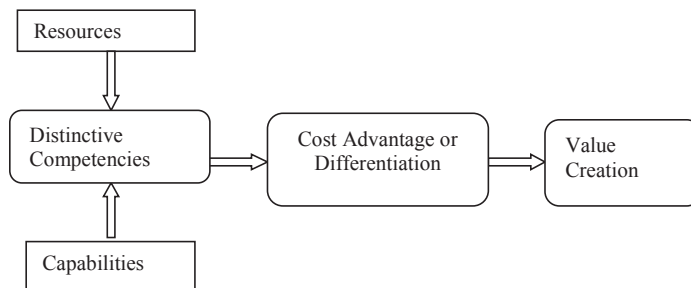 Resources
Distinctive
Competencies
Cost Advantage or
Differentiation
Value
Creation
Capabilities